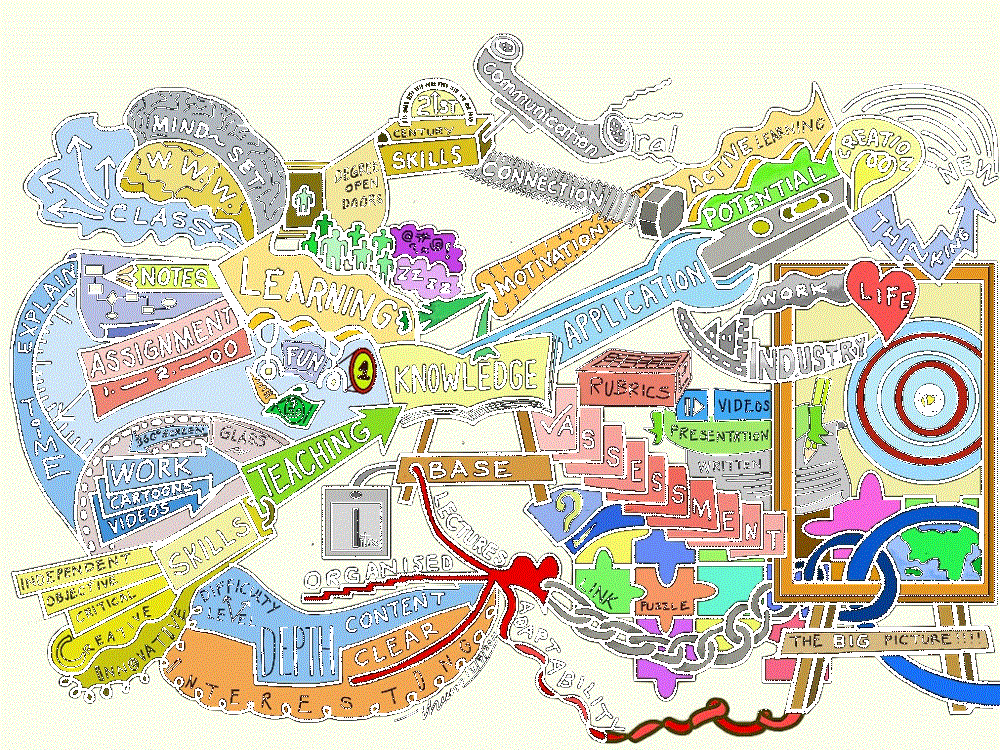 MIND-SET
W.W.W.
CLASS
21ST
CENTURY
SKILLS
communication
Oral
CONNECTION
DEGREE
OPEN
DOORS
ACTIVE LEARNING
POTENTIAL
CREATION
NEW
THINKING
MOTIVATION
APPLICATION
WORK
LIFE
INDUSTRY
EXPLAIN
TIME
NOTES
LEARNING
ZZZZ
ASSIGNMENT
1. 2.
FUN
KNOWLEDGE
RUBRICS
VIDEOS
PRESENTATION
WRITTEN
ASSESSMENT
?
GLASS
WORK
CARTOONS
VIDEOS
TEACHING
BASE
LECTURES
SKILLS
INDEPENDENT
OBJECTIVE
CRITICAL
CREATIVE
INNOVATIVE
DIFFICULTY
LEVEL
DEPTH
ORGANISED
CONTENT
CLEAR
INTERESTING
ADAPTABILITY
LINK
PUZZLE
THE BIG PICTURE !!!!